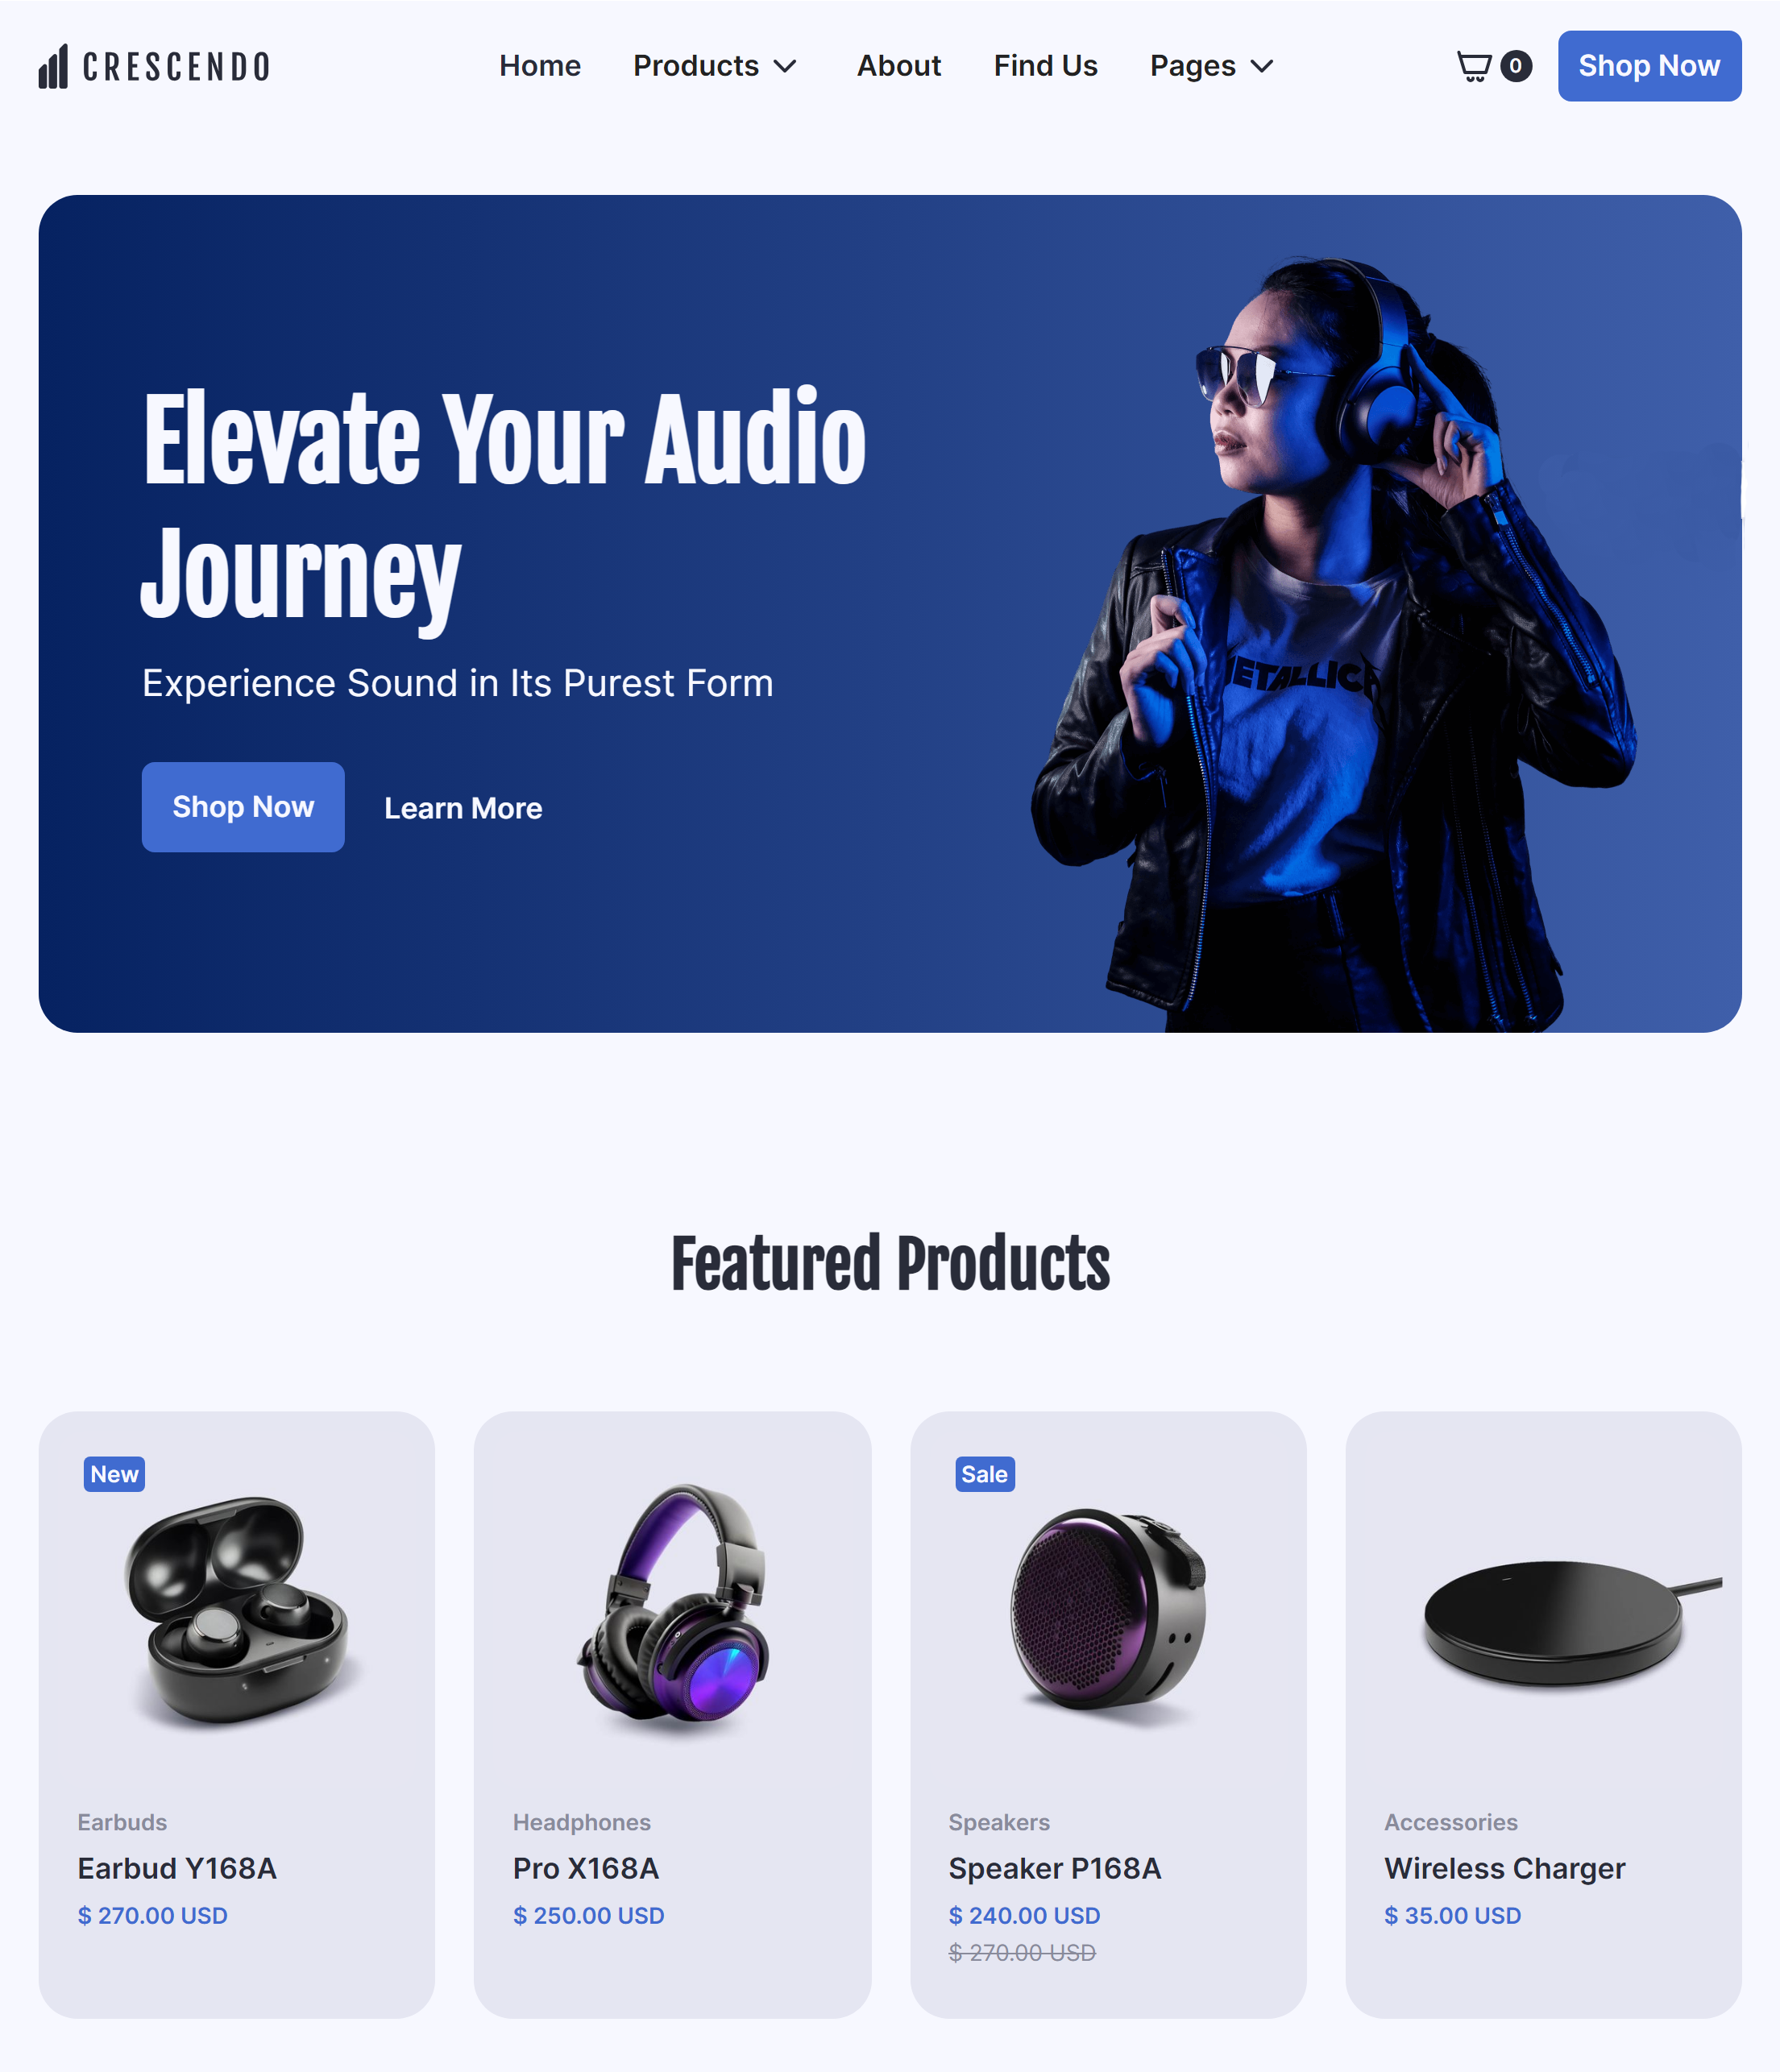 CRESCENDO
Home Products About Find Us Pages
0
Shop Now
Elevate Your Audio
Journey
Experience Sound in Its Purest Form
Shop Now Learn More
METALLICA
Featured Products
New
Earbuds
Earbud Y168A
$ 270.00 USD
Headphones
Pro X168A
$ 250.00 USD
Sale
Speakers
Speaker P168A
$ 240.00 USD
$ 270.00 USD
Accessories
Wireless Charger
$ 35.00 USD